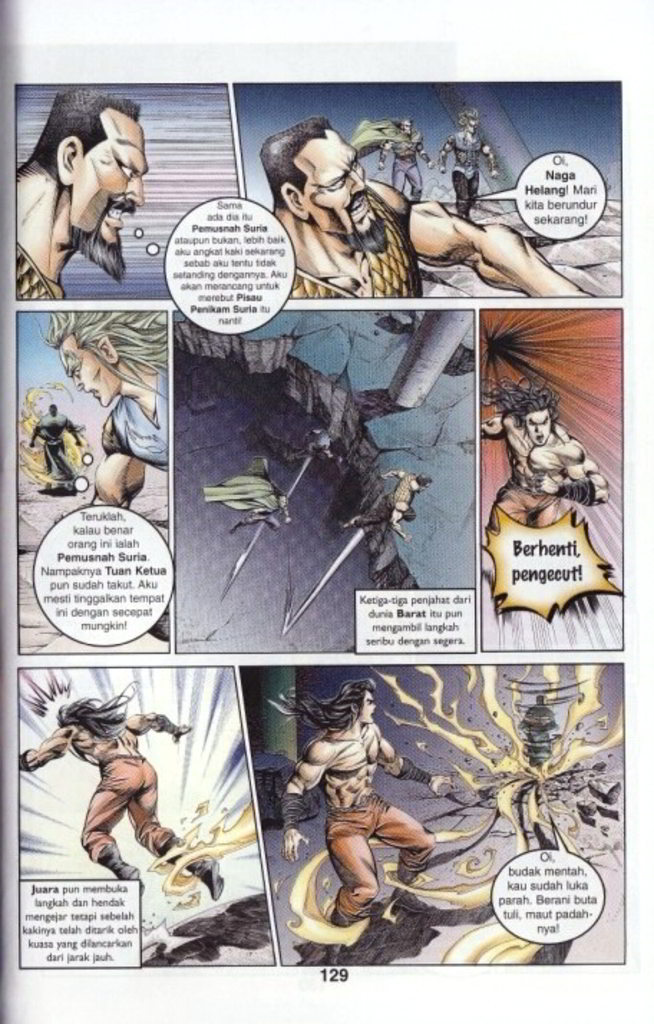 Sama
ada dia itu
Pemusnah Suria
ataupun bukan, lebih baik
aku angkat kaki sekarang
sebab aku tentu tidak
setanding dengannya. Aku
akan merancang untuk
merebut Pisau
Penikam Suria itu
nanti!
Oi,
Naga
Helang! Mari
kita berundur
sekarang!
Teruklah,
kalau benar
orang ini ialah
Pemusnah Suria.
Nampaknya Tuan Ketua
pun sudah takut. Aku
mesti tinggalkan tempat
ini dengan secepat
mungkin!
Ketiga-tiga penjahat dari
dunia Barat itu pun
mengambil langkah
seribu dengan segera.
Berhenti,
pengecut!
Juara pun membuka
langkah dan hendak
mengejar tetapi sebelah
kakinya telah ditarik oleh
kuasa yang dilancarkan
dari jarak jauh.
Oi,
budak mentah,
kau sudah luka
parah. Berani buta
tuli, maut padah-
nya!
129